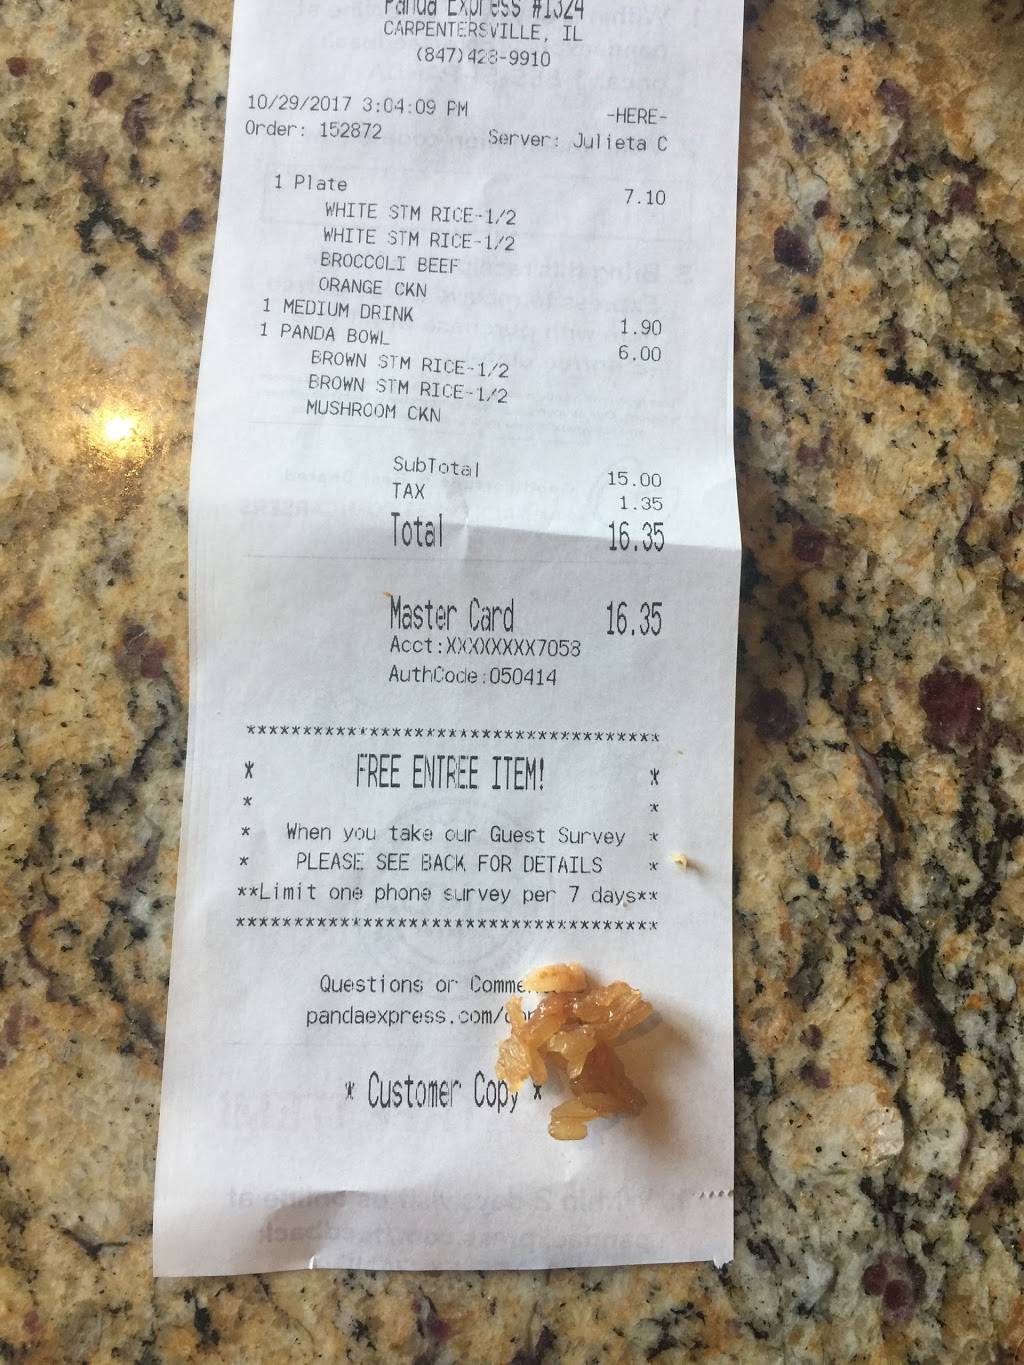 Panda Express #1324
CARPENTERSVILLE, IL
(847)428-9910
10/29/2017 3:04:09 PM -HERE-
Order: 152872 Server: Julieta C
1 Plate 7.10
WHITE STM RICE-1/2
WHITE STM RICE-1/2
BROCCOLI BEEF
ORANGE CKN
1 MEDIUM DRINK 1.90
1 PANDA BOWL 6.00
BROWN STM RICE-1/2
BROWN STM RICE-1/2
MUSHROOM CKN
SubTotal 15.00
TAX 1.35
Total 16.35
Master Card 16.35
Acct:XXXXXXXX7058
AuthCode:050414
************************************
* FREE ENTREE ITEM! *
* *
* When you take our Guest Survey *
* PLEASE SEE BACK FOR DETAILS *
**Limit one phone survey per 7 days**
************************************
Questions or
pandaexpress.com/
* Customer Copy *